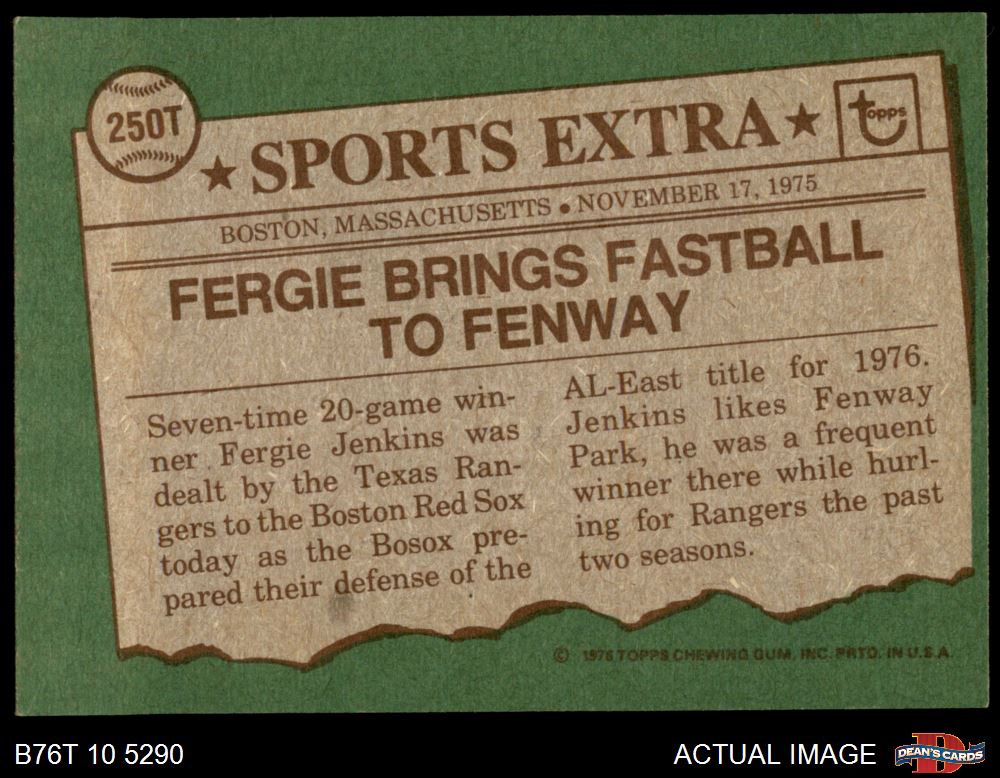 250T
★ SPORTS EXTRA ★
topps
BOSTON, MASSACHUSETTS • NOVEMBER 17, 1975
FERGIE BRINGS FASTBALL
TO FENWAY
Seven-time 20-game win-
ner Fergie Jenkins was
dealt by the Texas Ran-
gers to the Boston Red Sox
today as the Bosox pre-
pared their defense of the
AL-East title for 1976.
Jenkins likes Fenway
Park, he was a frequent
winner there while hurl-
ing for Rangers the past
two seasons.
© 1976 TOPPS CHEWING GUM, INC. PRTD. IN U.S.A.
B76T 10 5290
ACTUAL IMAGE
D
DEAN'S CARDS